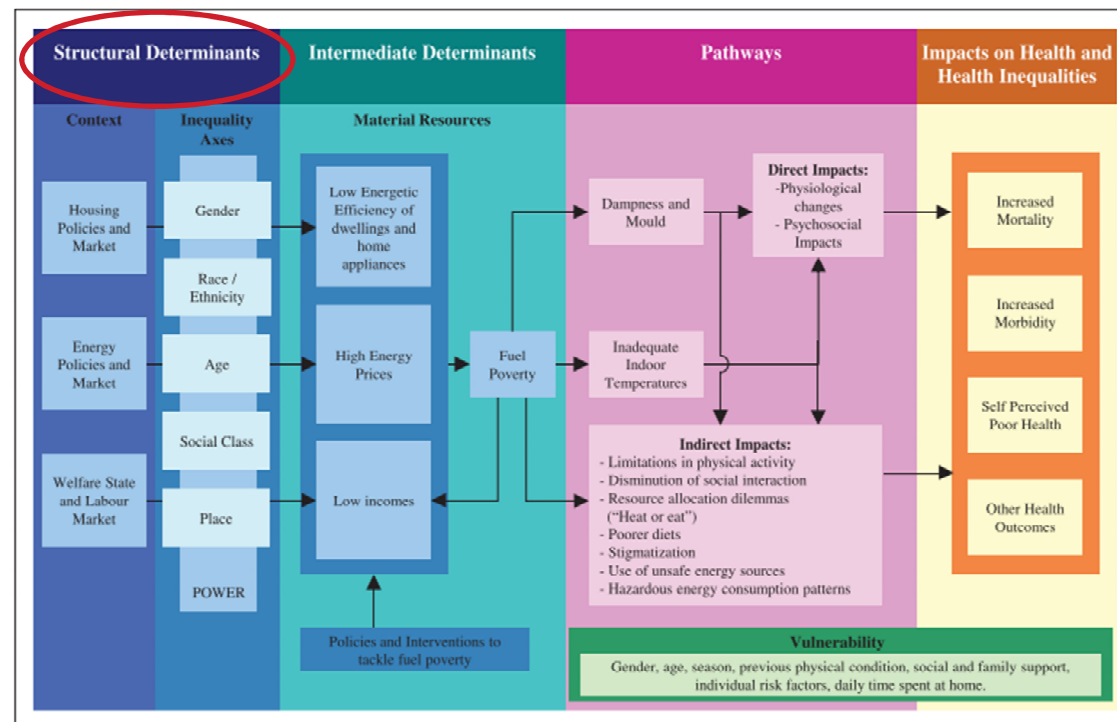 Structural Determinants
Intermediate Determinants
Pathways
Impacts on Health and
Health Inequalities
Context
Inequality
Axes
Material Resources
Housing
Policies and
Market
Energy
Policies and
Market
Welfare State
and Labour
Market
Gender
Race /
Ethnicity
Age
Social Class
Place
POWER
Low Energetic
Efficiency of
dwellings and
home
appliances
High Energy
Prices
Low incomes
Policies and Interventions to
tackle fuel poverty
Fuel
Poverty
Dampness and
Mould
Inadequate
Indoor
Temperatures
Direct Impacts:
-Physiological
changes
- Psychosocial
Impacts
Indirect Impacts:
- Limitations in physical activity
- Disminution of social interaction
- Resource allocation dilemmas
(“Heat or eat”)
- Poorer diets
- Stigmatization
- Use of unsafe energy sources
- Hazardous energy consumption patterns
Increased
Mortality
Increased
Morbidity
Self Perceived
Poor Health
Other Health
Outcomes
Vulnerability
Gender, age, season, previous physical condition, social and family support,
individual risk factors, daily time spent at home.